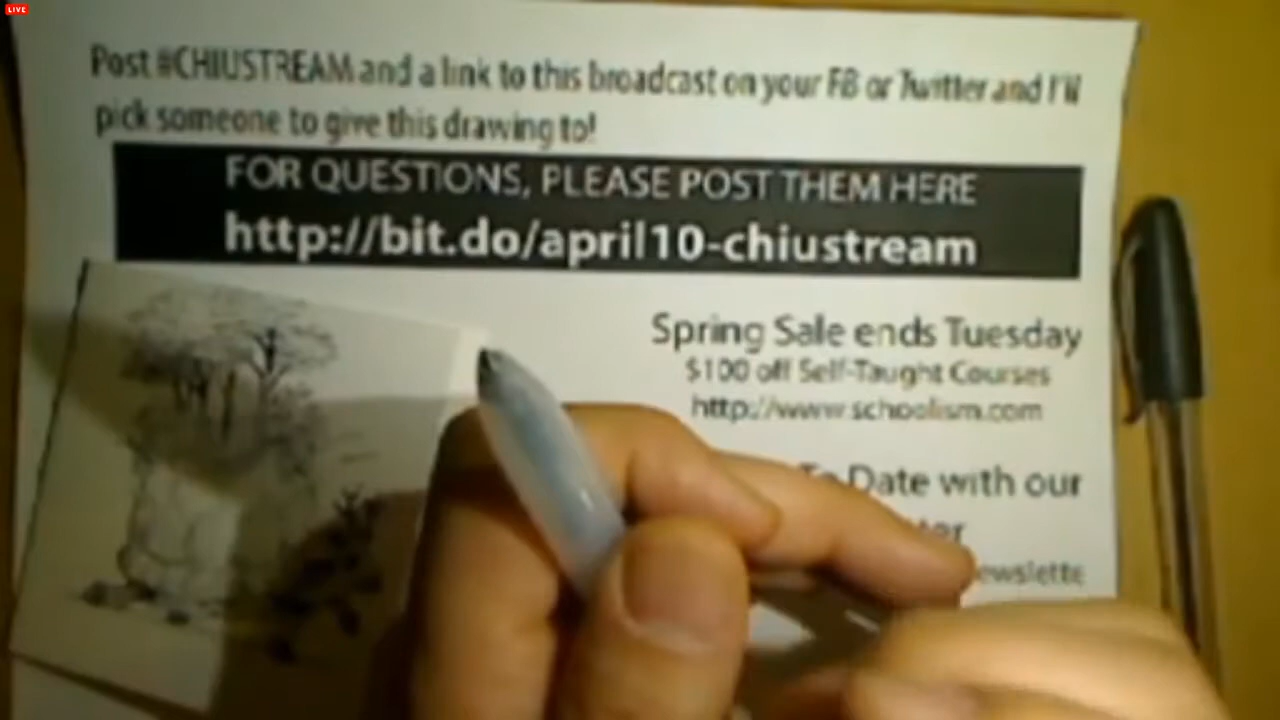 LIVE
Post #CHIUSTREAM and a link to this broadcast on your FB or Twitter and I'll
pick someone to give this drawing to!
FOR QUESTIONS, PLEASE POST THEM HERE
http://bit.do/april10-chiustream
Spring Sale ends Tuesday
$100 off Self-Taught Courses
http://www.schoolism.com
To Date with our